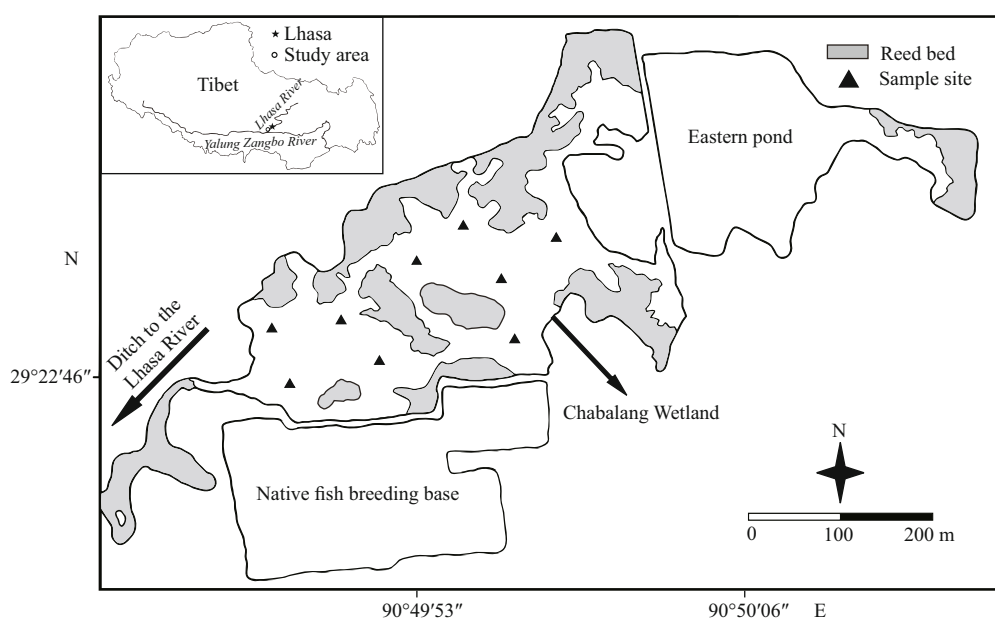 Lhasa
Study area
Tibet
Lhasa River
Yalung Zangbo River
Reed bed
Sample site
Eastern pond
N
Ditch to the
Lhasa River
29°22′46″
Chabalang Wetland
N
Native fish breeding base
0 100 200 m
90°49′53″ 90°50′06″ E